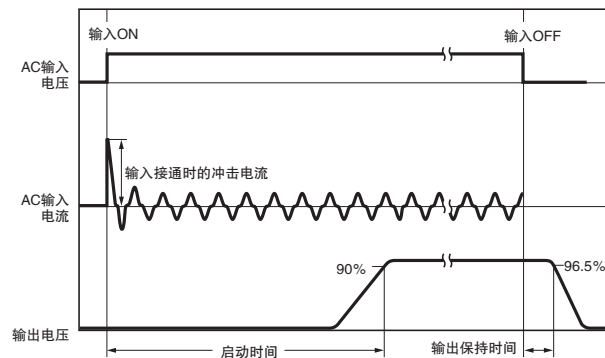 输入ON
输入OFF
AC输入
电压
输入接通时的冲击电流
AC输入
电流
90%
96.5%
输出电压
启动时间
输出保持时间